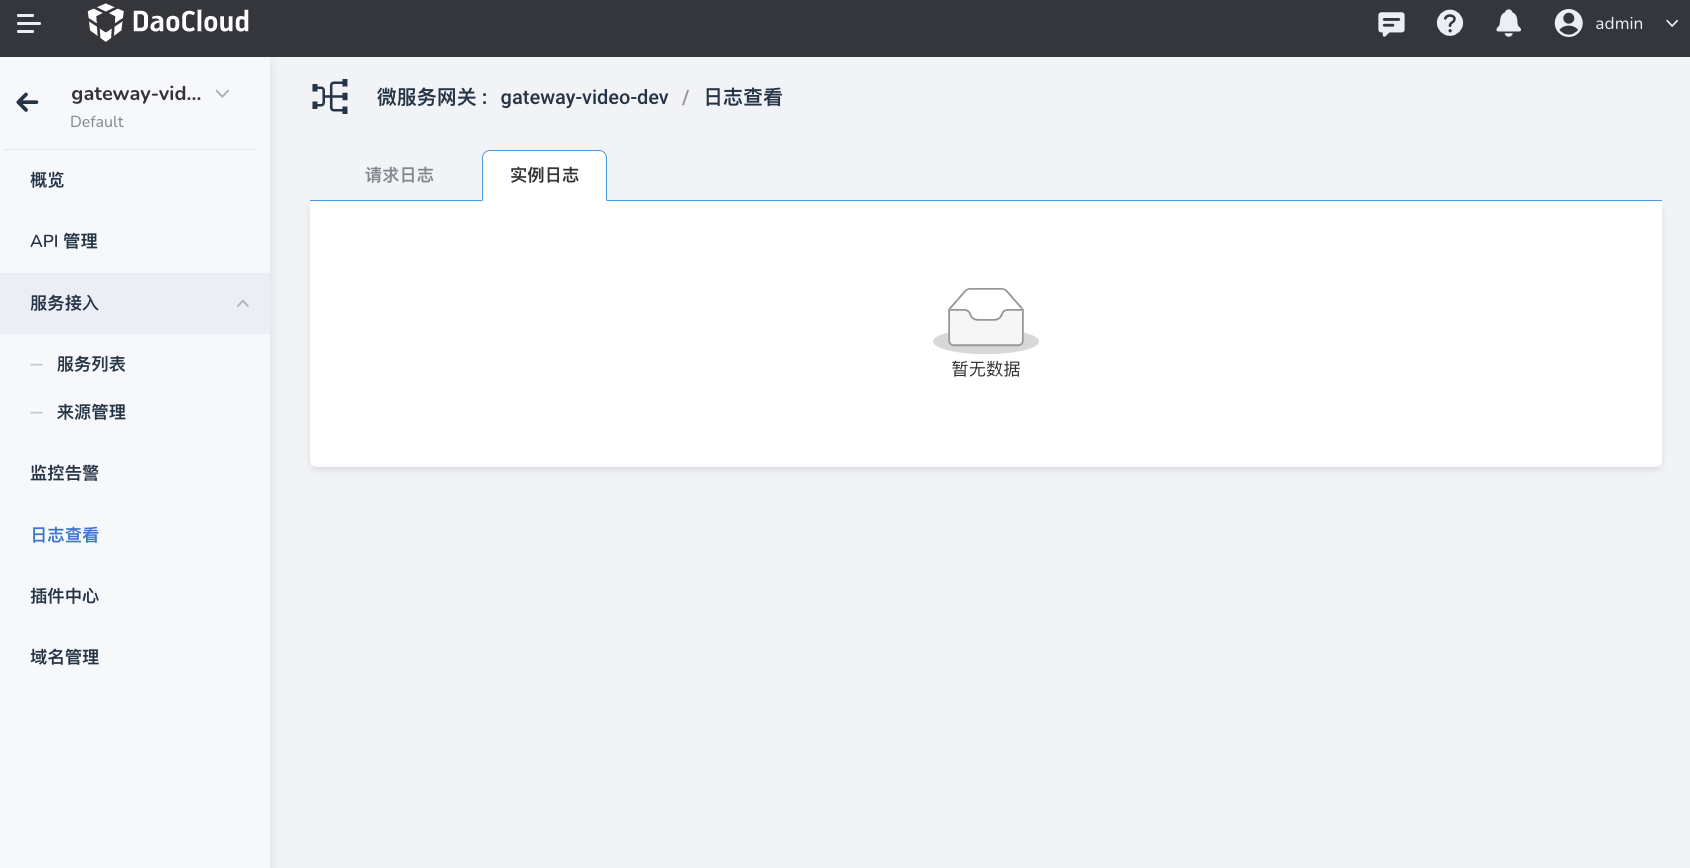 DaoCloud
admin
gateway-vid...
Default
概览
API 管理
服务接入
服务列表
来源管理
监控告警
日志查看
插件中心
域名管理
微服务网关： gateway-video-dev / 日志查看
请求日志
实例日志
暂无数据